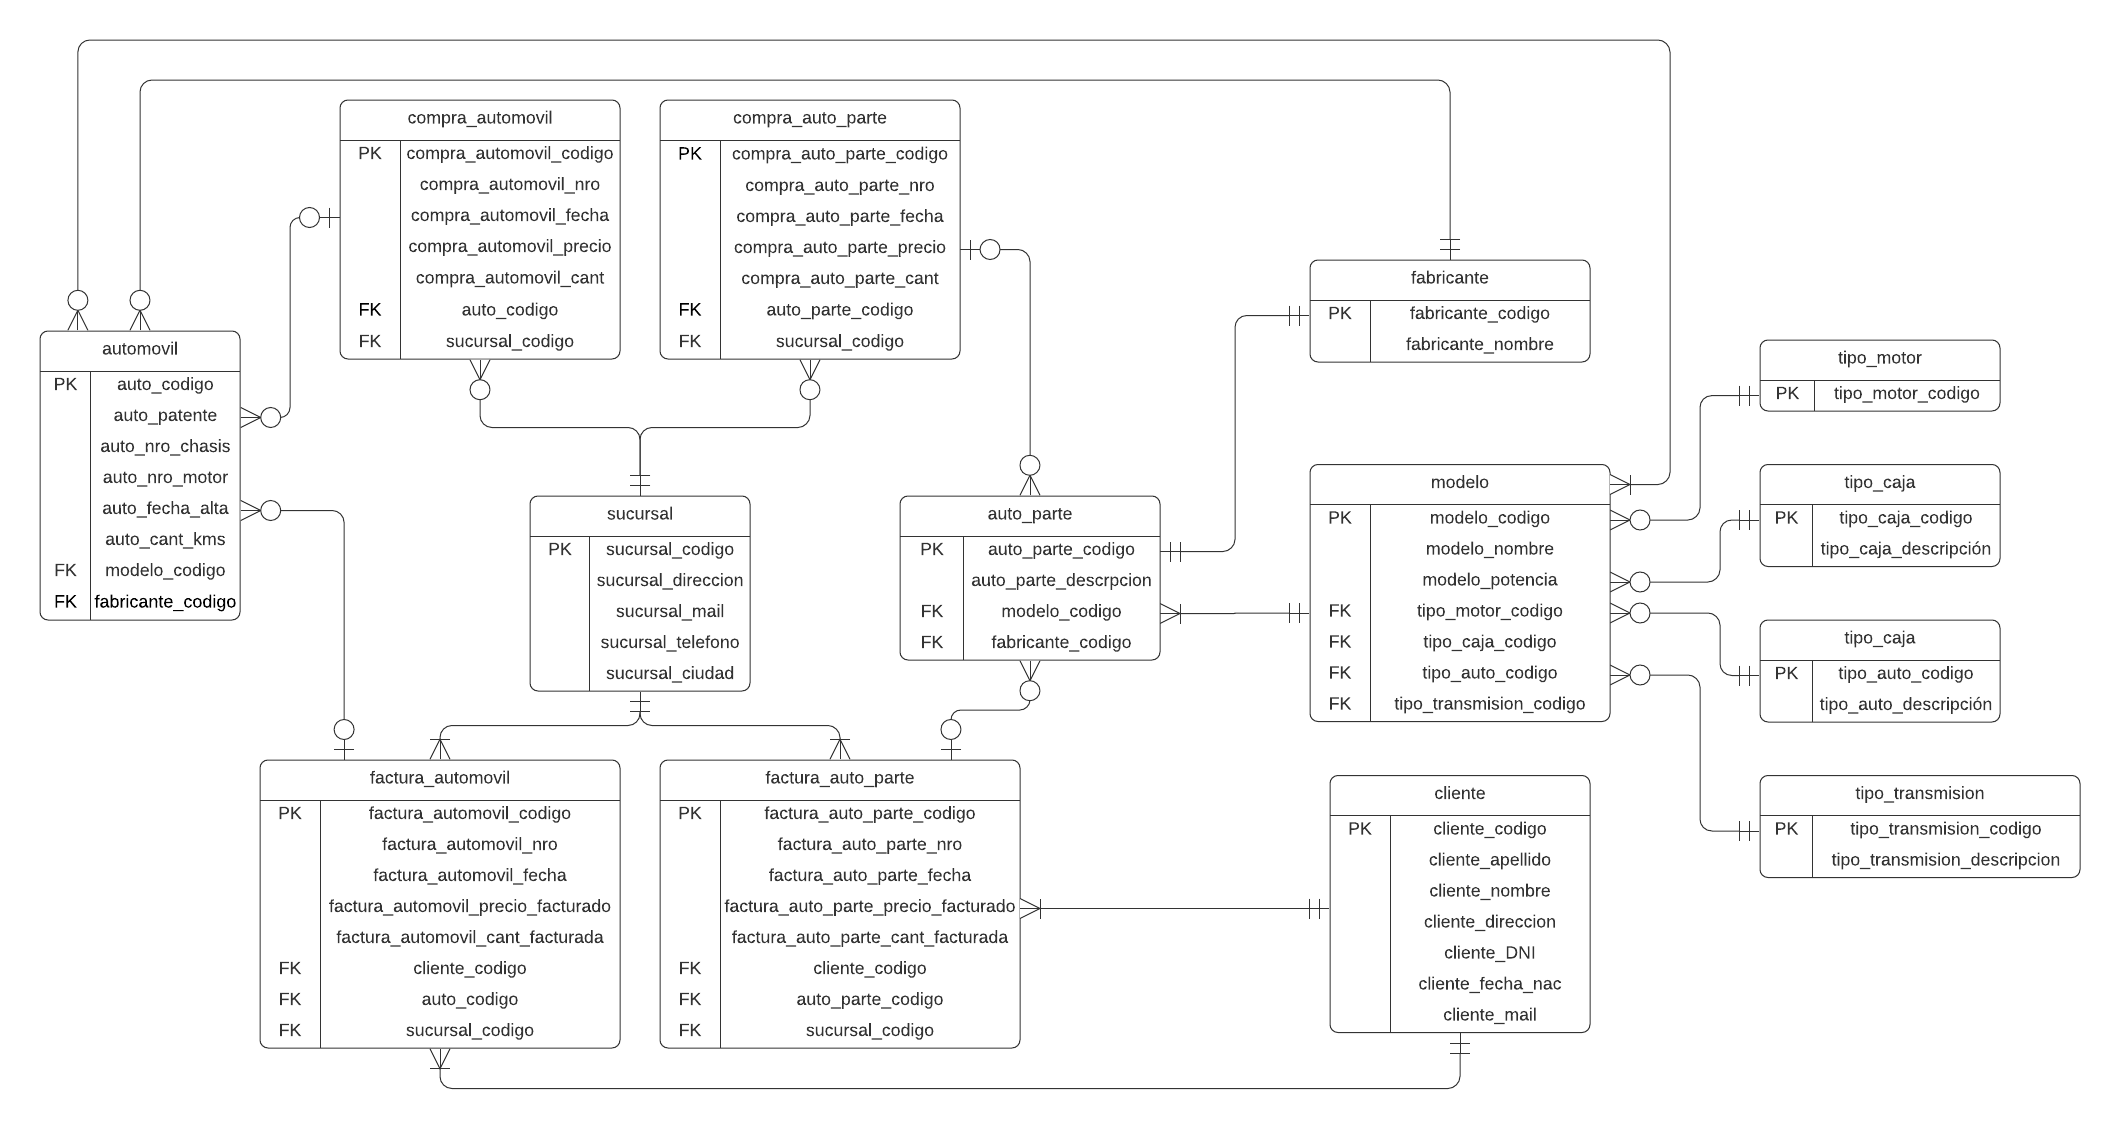 compra_automovil
PK compra_automovil_codigo
compra_automovil_nro
compra_automovil_fecha
compra_automovil_precio
compra_automovil_cant
FK auto_codigo
FK sucursal_codigo
compra_auto_parte
PK compra_auto_parte_codigo
compra_auto_parte_nro
compra_auto_parte_fecha
compra_auto_parte_precio
compra_auto_parte_cant
FK auto_parte_codigo
FK sucursal_codigo
fabricante
PK fabricante_codigo
fabricante_nombre
automovil
PK auto_codigo
auto_patente
auto_nro_chasis
auto_nro_motor
auto_fecha_alta
auto_cant_kms
FK modelo_codigo
FK fabricante_codigo
tipo_motor
PK tipo_motor_codigo
sucursal
PK sucursal_codigo
sucursal_direccion
sucursal_mail
sucursal_telefono
sucursal_ciudad
auto_parte
PK auto_parte_codigo
auto_parte_descrpcion
FK modelo_codigo
FK fabricante_codigo
modelo
PK modelo_codigo
modelo_nombre
modelo_potencia
FK tipo_motor_codigo
FK tipo_caja_codigo
FK tipo_auto_codigo
FK tipo_transmision_codigo
tipo_caja
PK tipo_caja_codigo
tipo_caja_descripción
tipo_caja
PK tipo_auto_codigo
tipo_auto_descripción
factura_automovil
PK factura_automovil_codigo
factura_automovil_nro
factura_automovil_fecha
factura_automovil_precio_facturado
factura_automovil_cant_facturada
FK cliente_codigo
FK auto_codigo
FK sucursal_codigo
factura_auto_parte
PK factura_auto_parte_codigo
factura_auto_parte_nro
factura_auto_parte_fecha
factura_auto_parte_precio_facturado
factura_auto_parte_cant_facturada
FK cliente_codigo
FK auto_parte_codigo
FK sucursal_codigo
cliente
PK cliente_codigo
cliente_apellido
cliente_nombre
cliente_direccion
cliente_DNI
cliente_fecha_nac
cliente_mail
tipo_transmision
PK tipo_transmision_codigo
tipo_transmision_descripcion